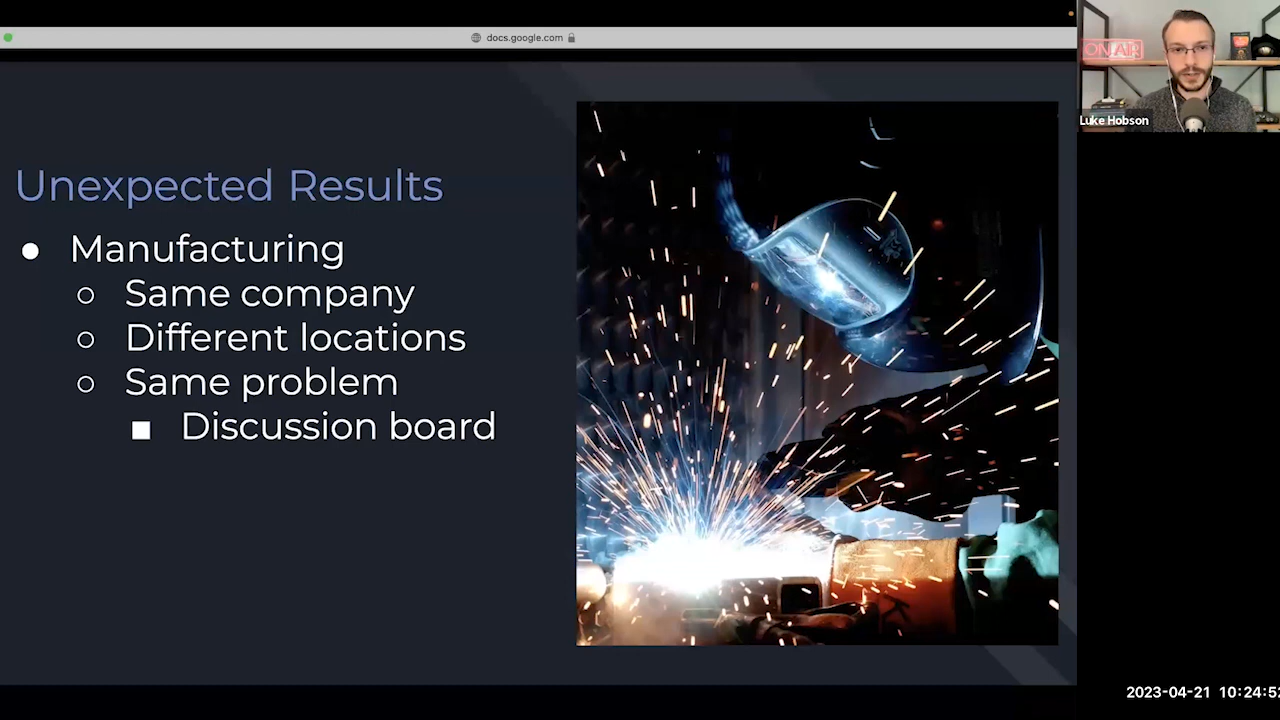 docs.google.com
ON AIR
Luke Hobson
Unexpected Results
Manufacturing
Same company
Different locations
Same problem
Discussion board
2023-04-21 10:24:52